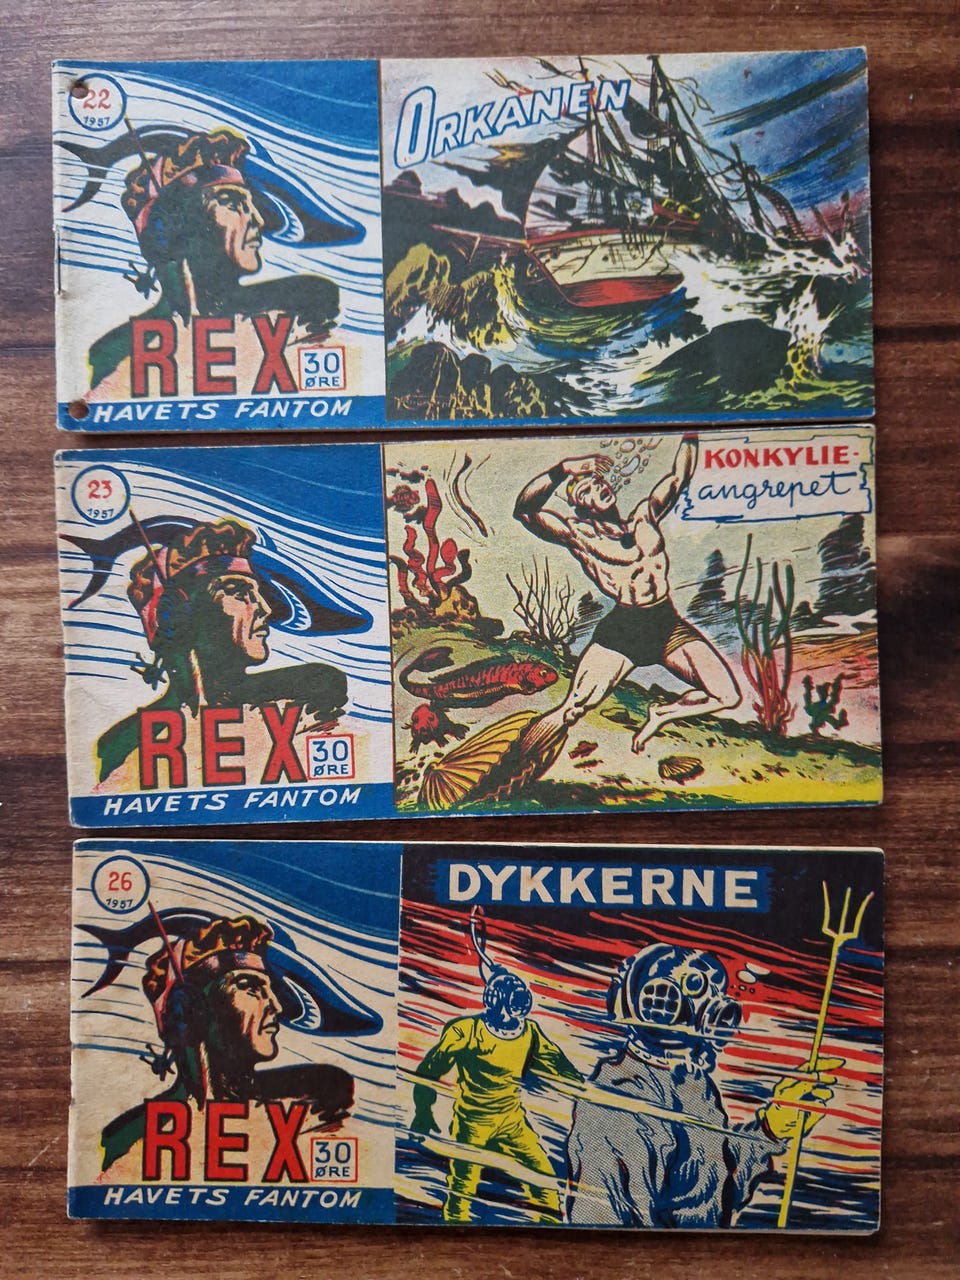 22
1957
ORKANEN
REX
30
ØRE
HAVETS FANTOM
23
1957
KONKYLIE-
angrepet
REX
30
ØRE
HAVETS FANTOM
26
1957
DYKKERNE
REX
30
ØRE
HAVETS FANTOM